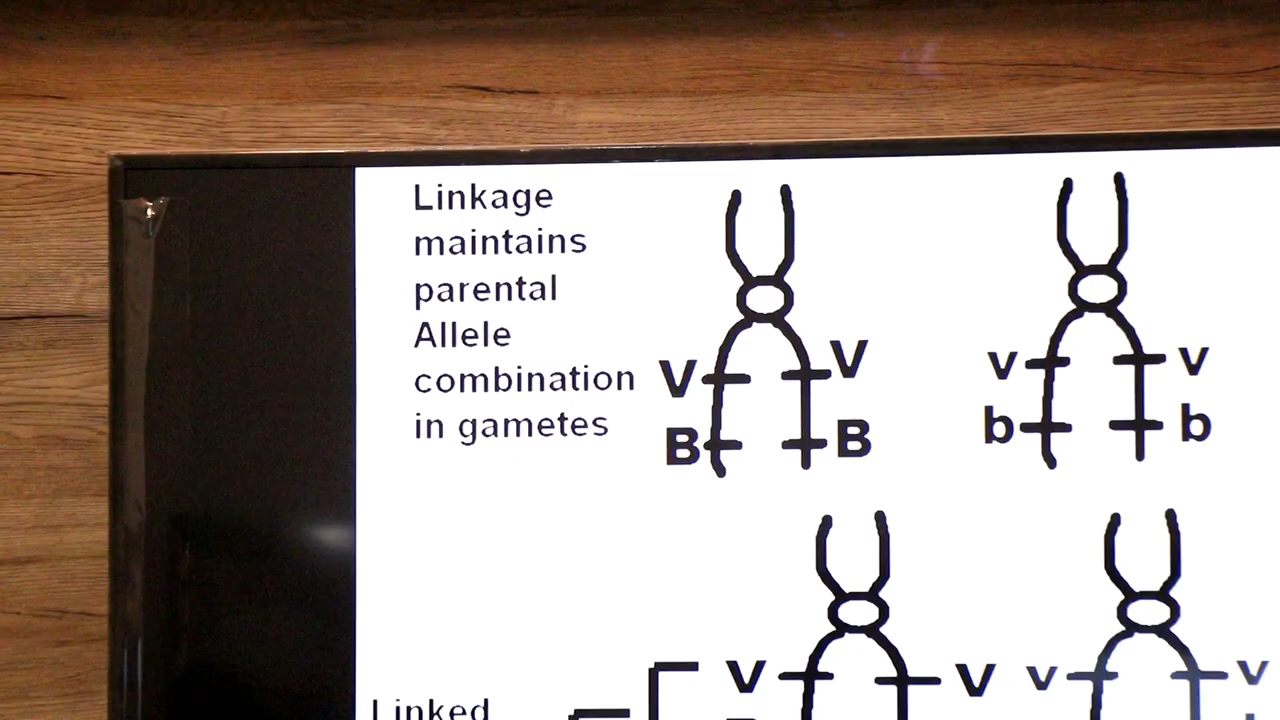 Linkage
maintains
parental
Allele
combination
in gametes
V V
B B
v v
b b
V V v v
Linked